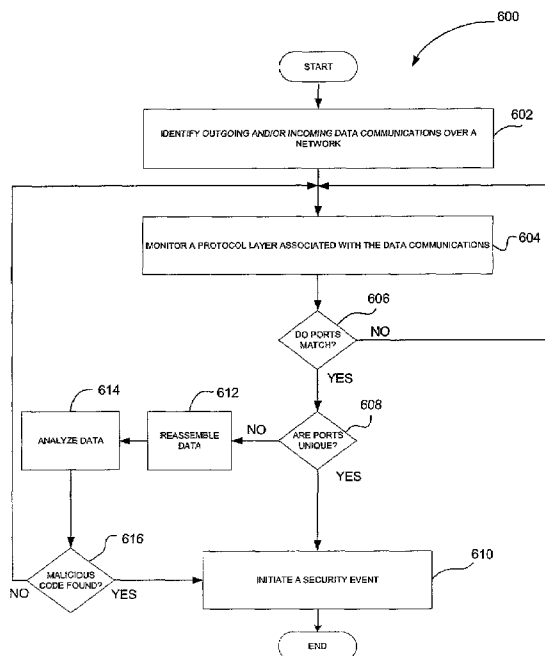 600
START
602
IDENTIFY OUTGOING AND/OR INCOMING DATA COMMUNICATIONS OVER A
NETWORK
MONITOR A PROTOCOL LAYER ASSOCIATED WITH THE DATA COMMUNICATIONS
604
606
DO PORTS
MATCH?
NO
YES
614
612
608
ANALYZE DATA
REASSEMBLE
DATA
NO
ARE PORTS
UNIQUE?
YES
616
MALICIOUS
CODE FOUND?
NO
YES
INITIATE A SECURITY EVENT
610
END